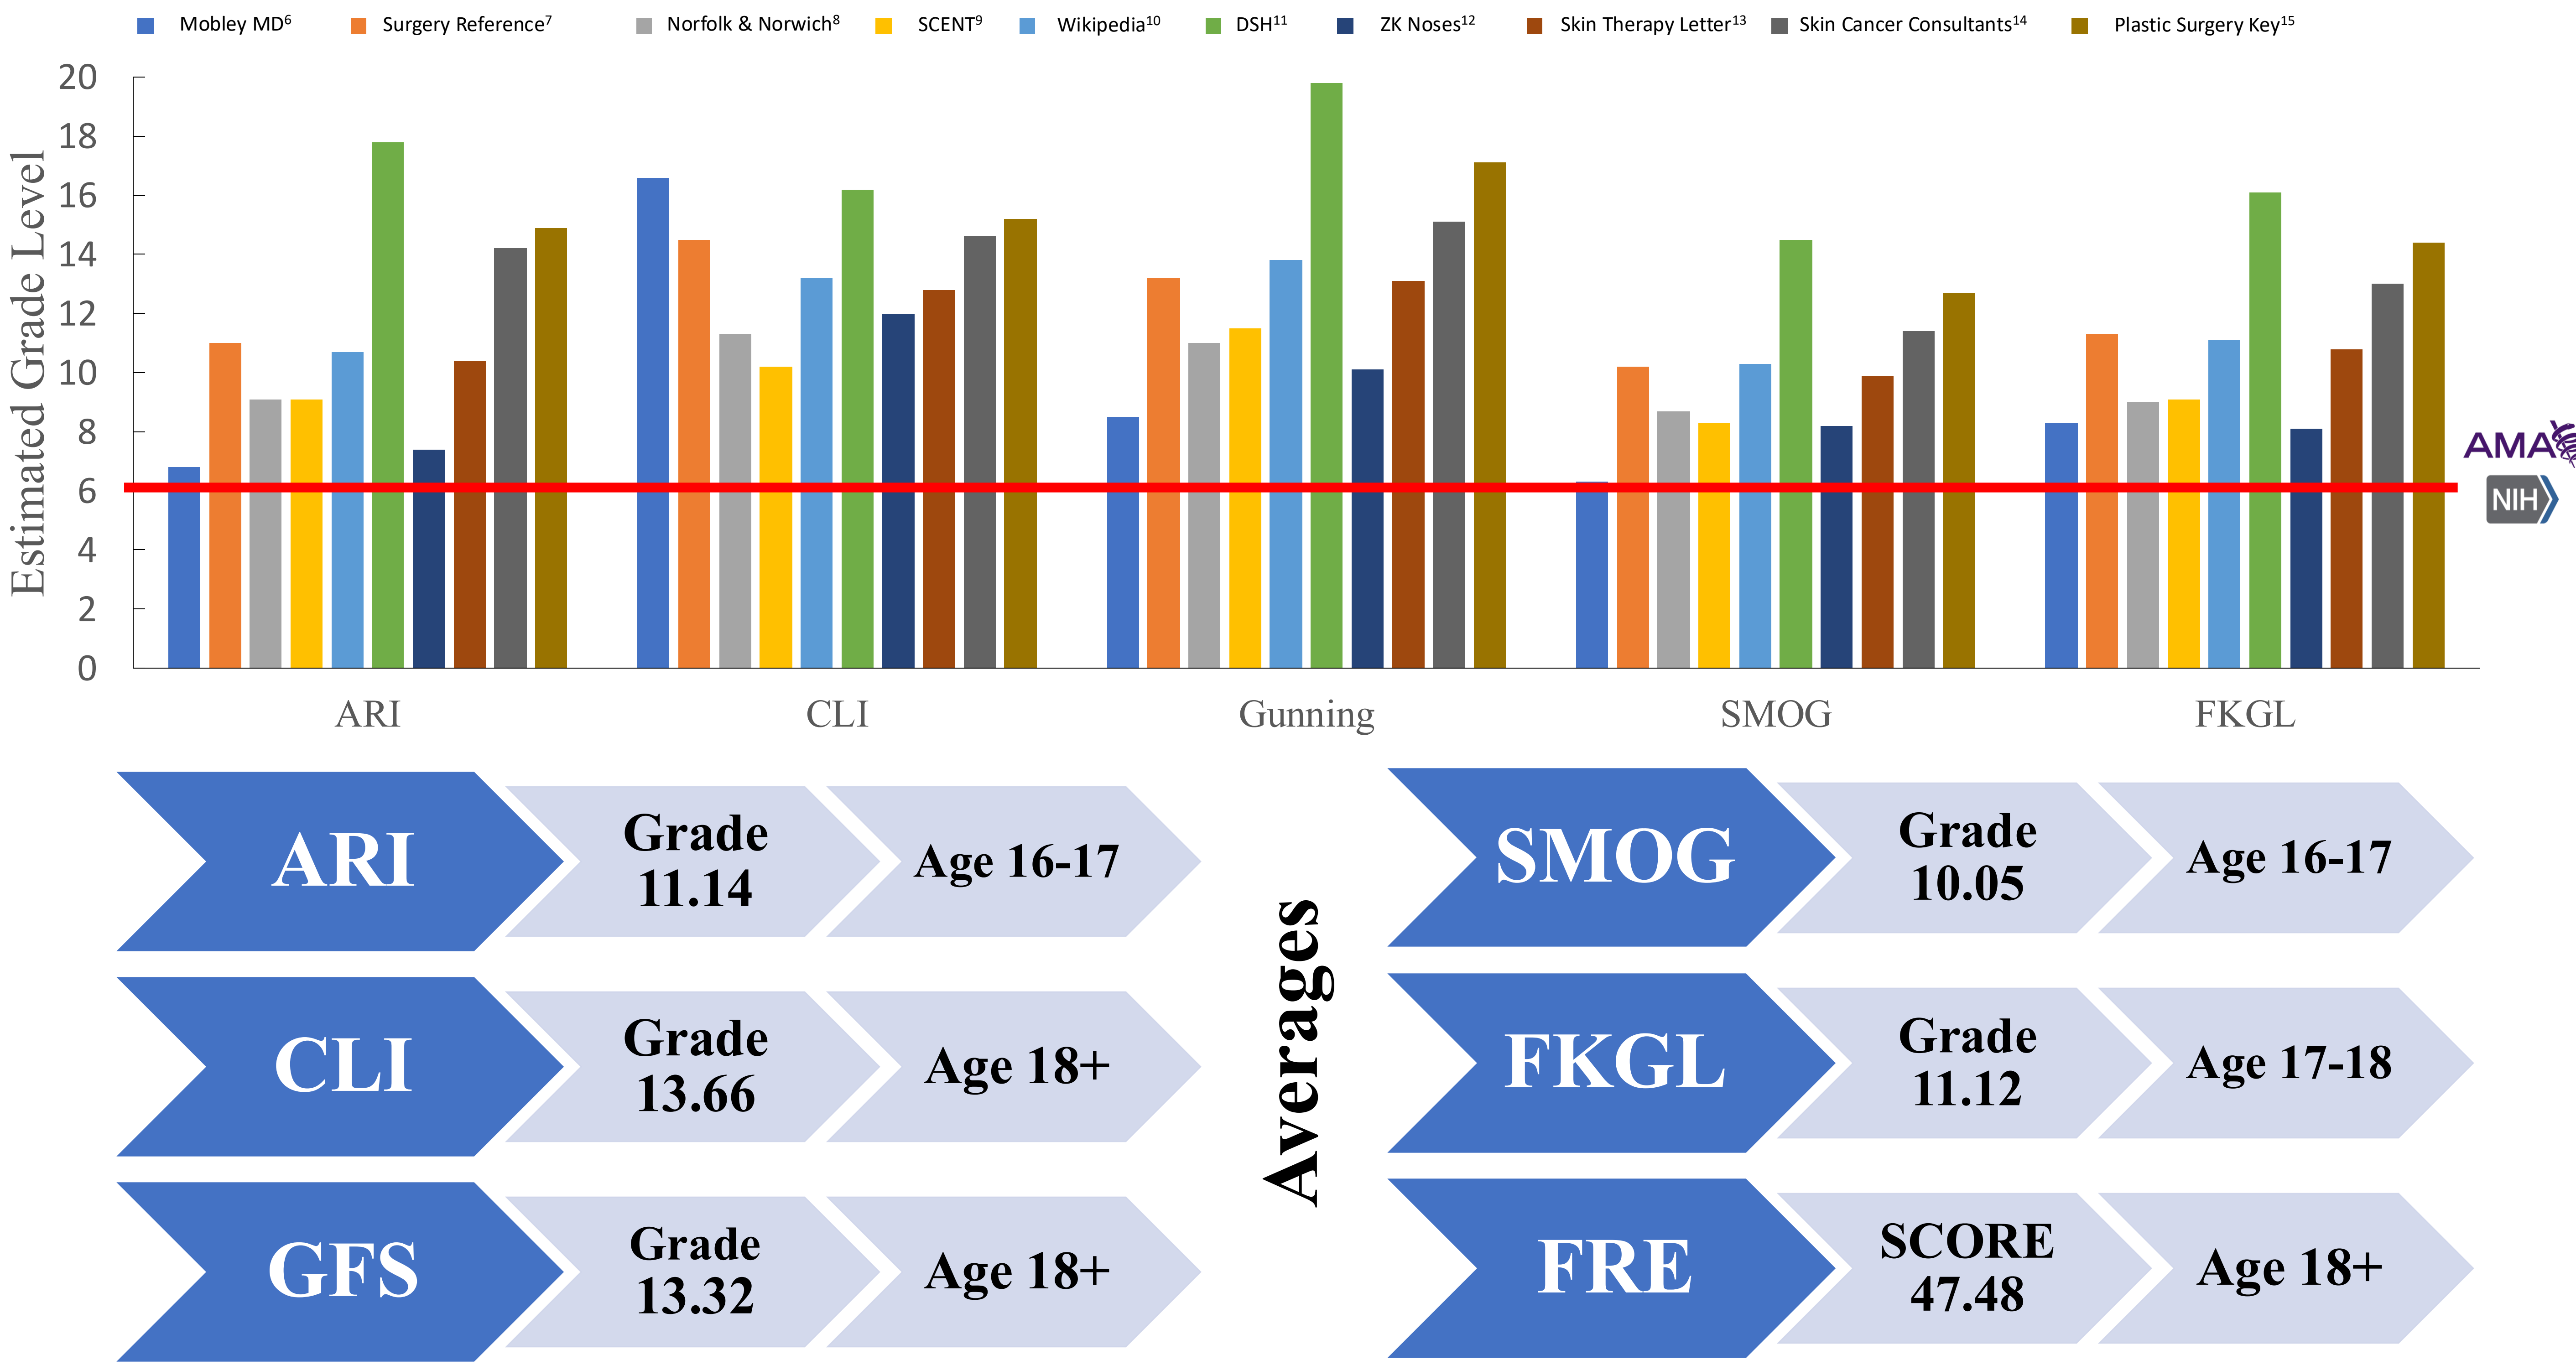 Mobley MD6 Surgery Reference7 Norfolk & Norwich8 SCENT9 Wikipedia10 DSH11 ZK Noses12 Skin Therapy Letter13 Skin Cancer Consultants14 Plastic Surgery Key15
Estimated Grade Level
20
18
16
14
12
10
8
6
4
2
0
AMA
NIH
ARI CLI Gunning SMOG FKGL
ARI
Grade
11.14
Age 16-17
CLI
Grade
13.66
Age 18+
GFS
Grade
13.32
Age 18+
Averages
SMOG
Grade
10.05
Age 16-17
FKGL
Grade
11.12
Age 17-18
FRE
SCORE
47.48
Age 18+